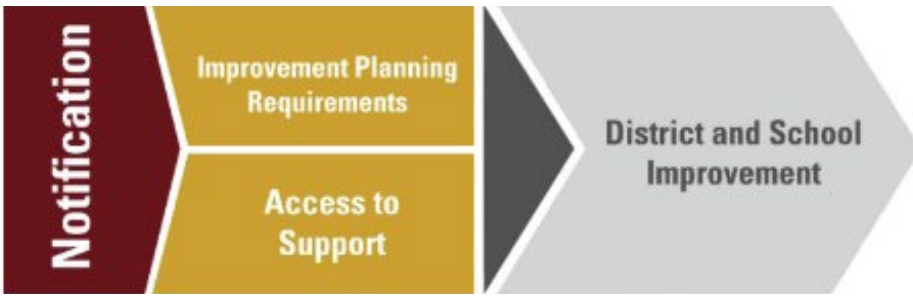 Notification
Improvement Planning
Requirements
Access to
Support
District and School
Improvement